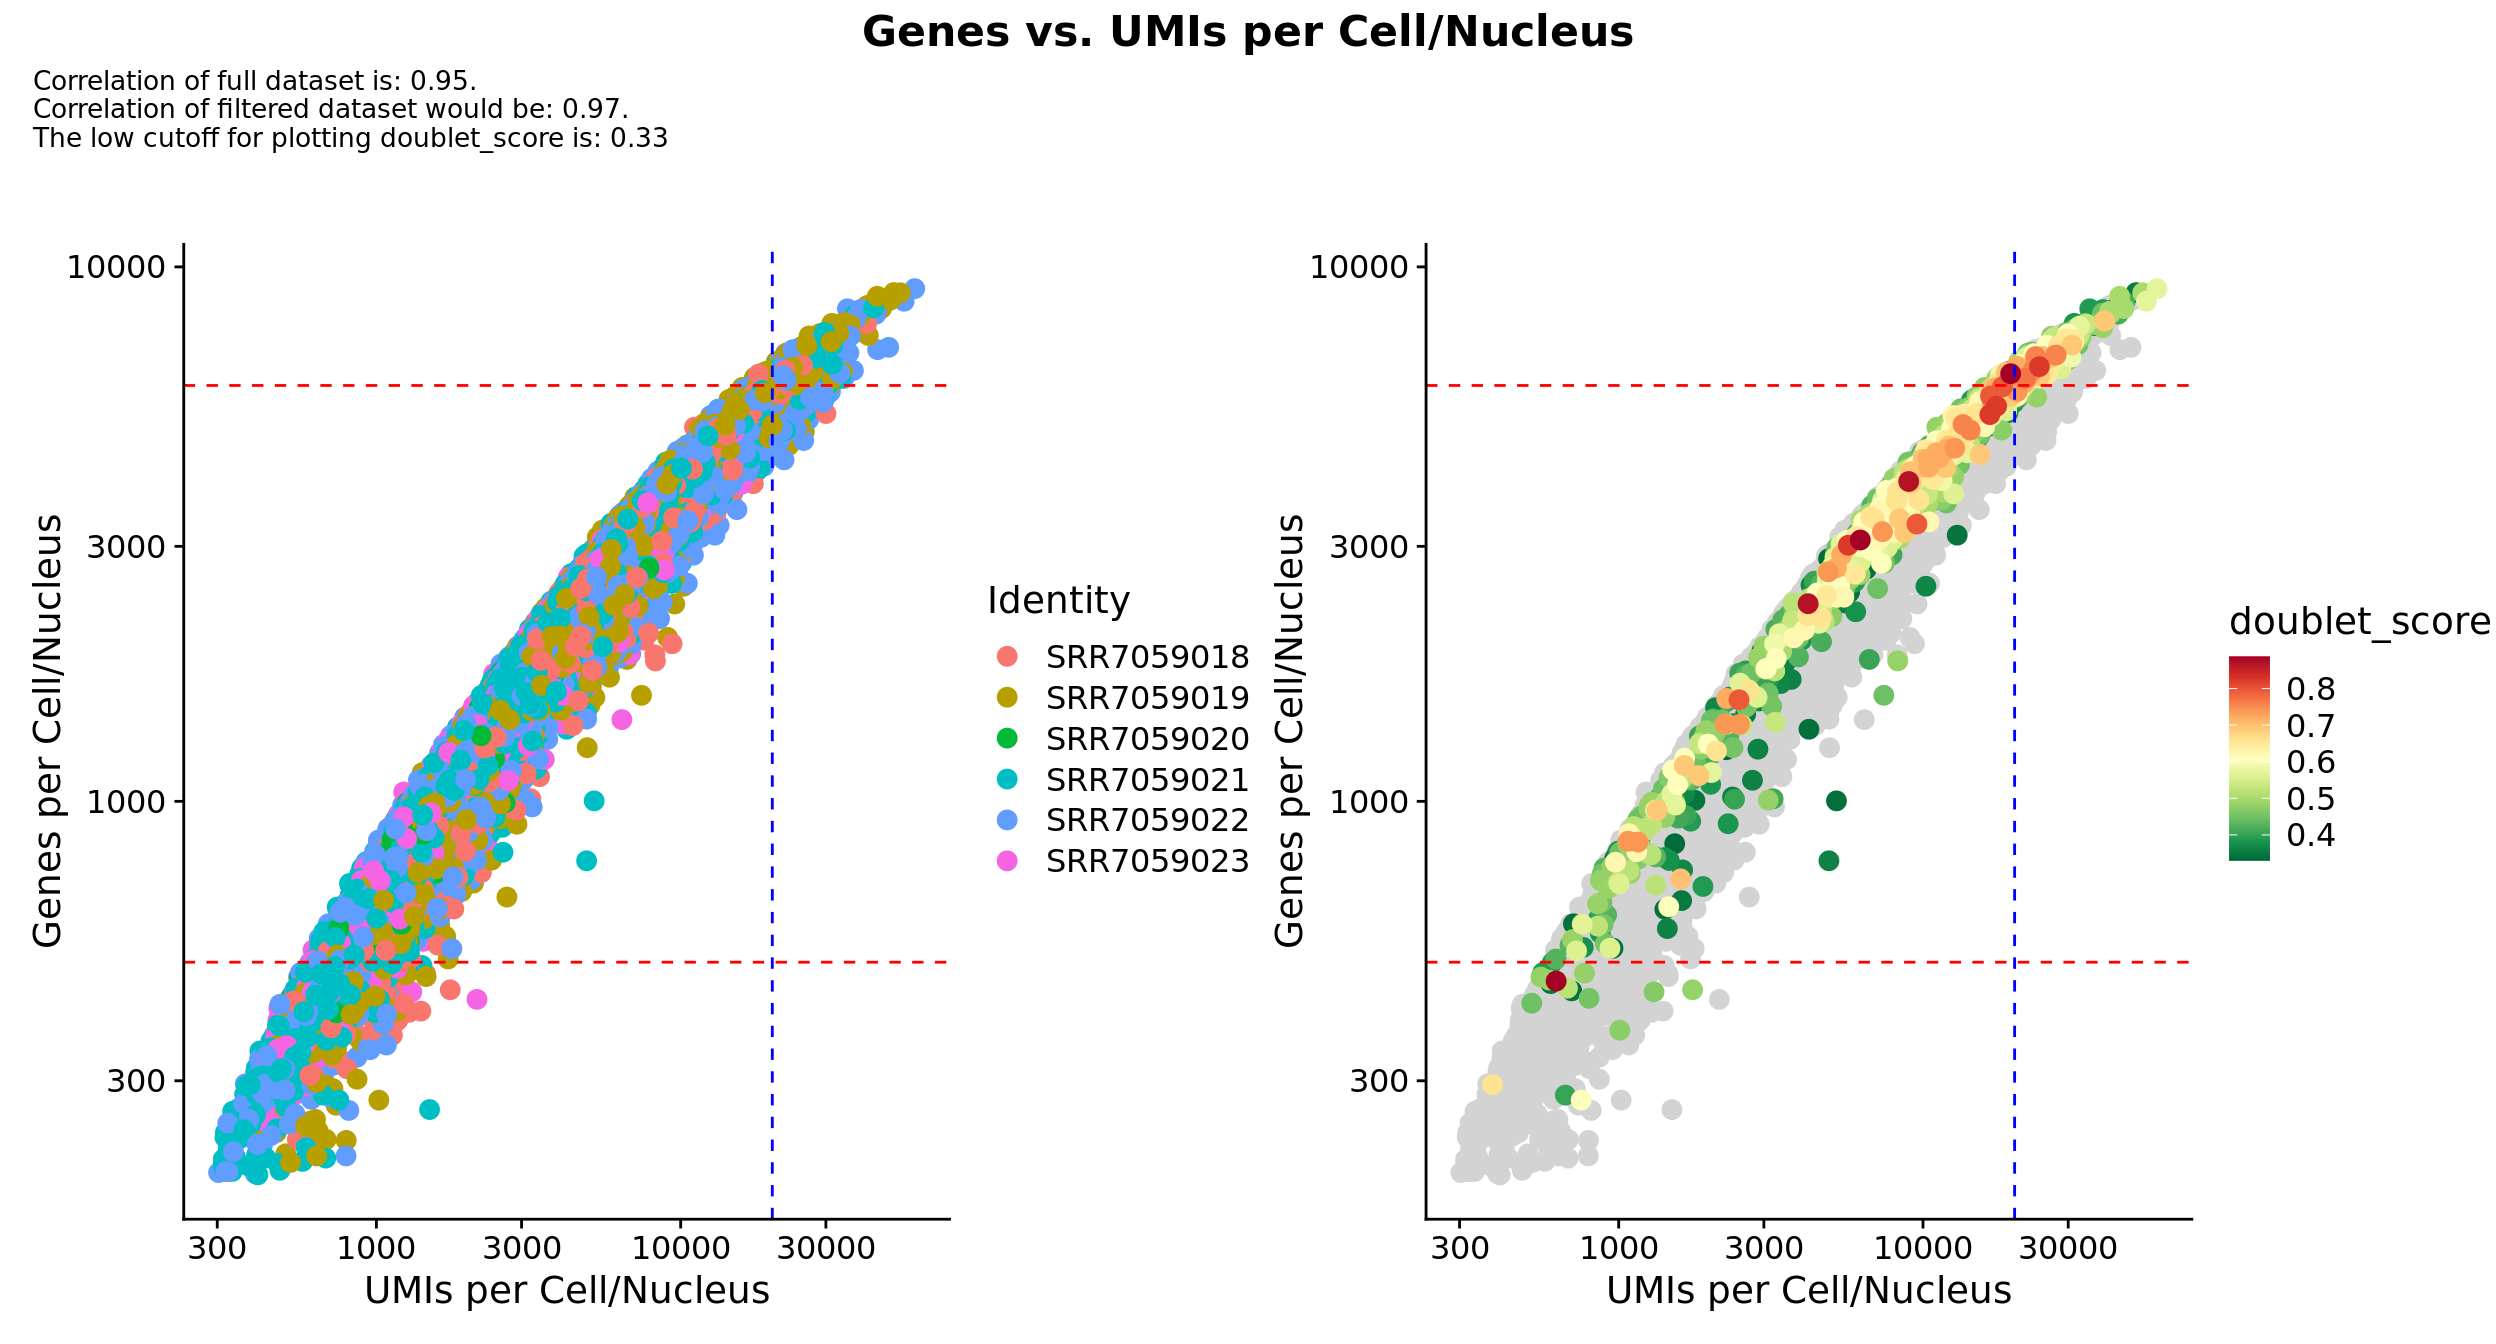 Genes vs. UMIs per Cell/Nucleus
Correlation of full dataset is: 0.95.
Correlation of filtered dataset would be: 0.97.
The low cutoff for plotting doublet_score is: 0.33
Genes per Cell/Nucleus
10000
3000
1000
300
300
1000
3000
10000
30000
UMIs per Cell/Nucleus
Identity
SRR7059018
SRR7059019
SRR7059020
SRR7059021
SRR7059022
SRR7059023
Genes per Cell/Nucleus
10000
3000
1000
300
300
1000
3000
10000
30000
UMIs per Cell/Nucleus
doublet_score
0.8
0.7
0.6
0.5
0.4